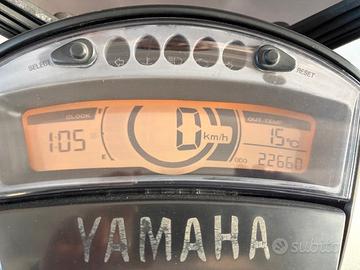 SELECT
RESET
CLOCK
OUT TEMP
1:05
0 km/h
15°C
E
ODO 22660
YAMAHA
subito